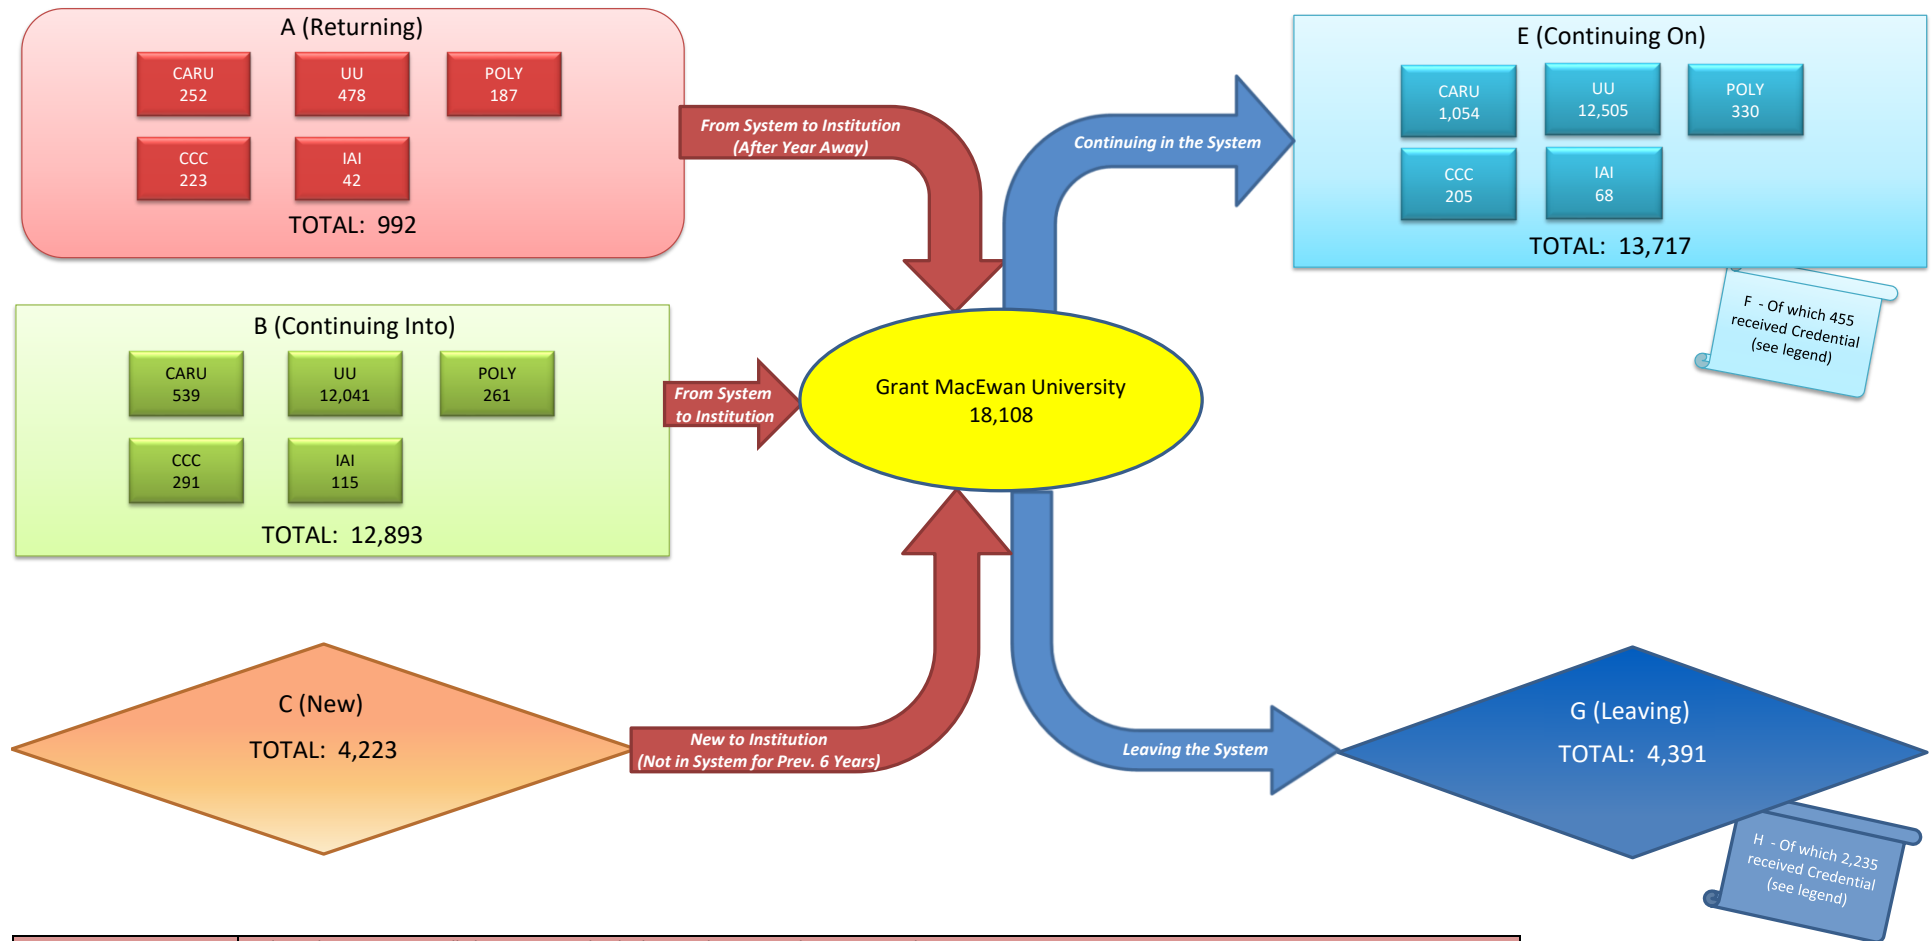 A (Returning)
CARU
252
UU
478
POLY
187
CCC
223
IAI
42
TOTAL: 992
From System to Institution
(After Year Away)
B (Continuing Into)
CARU
539
UU
12,041
POLY
261
CCC
291
IAI
115
TOTAL: 12,893
From System
to Institution
C (New)
TOTAL: 4,223
New to Institution
(Not in System for Prev. 6 Years)
Grant MacEwan University
18,108
Continuing in the System
E (Continuing On)
CARU
1,054
UU
12,505
POLY
330
CCC
205
IAI
68
TOTAL: 13,717
F - Of which 455
received Credential
(see legend)
Leaving the System
G (Leaving)
TOTAL: 4,391
H - Of which 2,235
received Credential
(see legend)